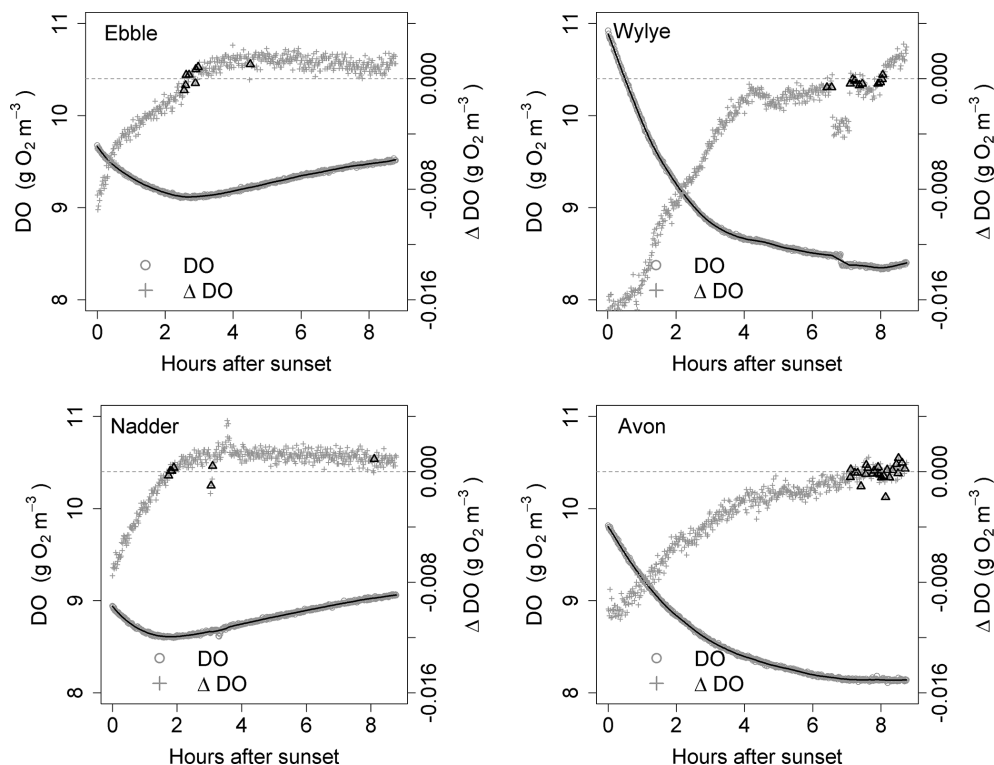 Ebble
11
10
9
8
DO (g O₂ m⁻³)
0.000
-0.008
-0.016
Δ DO (g O₂ m⁻³)
DO
Δ DO
0 2 4 6 8
Hours after sunset
Wylye
11
10
9
8
DO (g O₂ m⁻³)
0.000
-0.008
-0.016
Δ DO (g O₂ m⁻³)
DO
Δ DO
0 2 4 6 8
Hours after sunset
Nadder
11
10
9
8
DO (g O₂ m⁻³)
0.000
-0.008
-0.016
Δ DO (g O₂ m⁻³)
DO
Δ DO
0 2 4 6 8
Hours after sunset
Avon
11
10
9
8
DO (g O₂ m⁻³)
0.000
-0.008
-0.016
Δ DO (g O₂ m⁻³)
DO
Δ DO
0 2 4 6 8
Hours after sunset